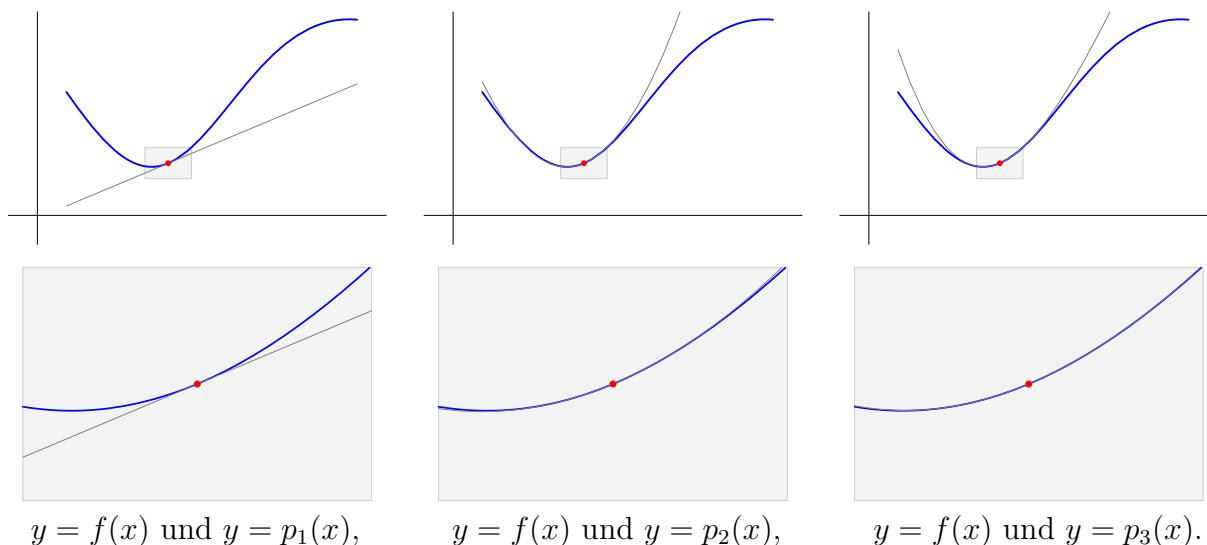 y = f(x) und y = p₁(x), y = f(x) und y = p₂(x), y = f(x) und y = p₃(x).